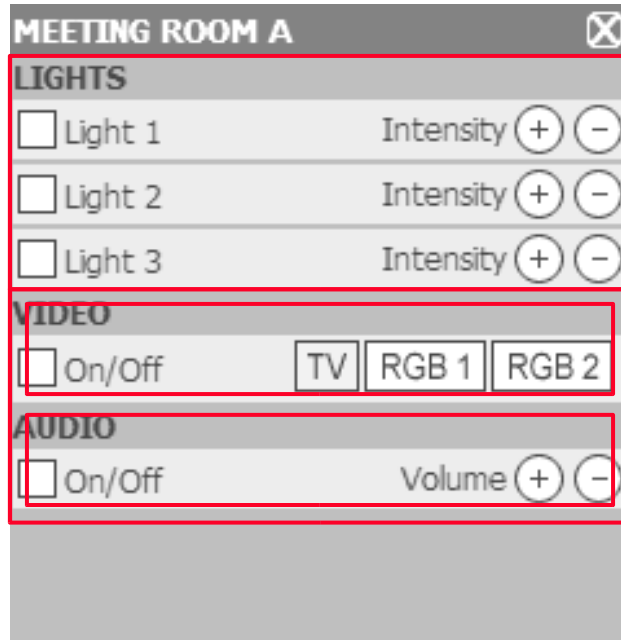 MEETING ROOM A
LIGHTS
Light 1 Intensity + −
Light 2 Intensity + −
Light 3 Intensity + −
VIDEO
On/Off TV RGB 1 RGB 2
AUDIO
On/Off Volume + −